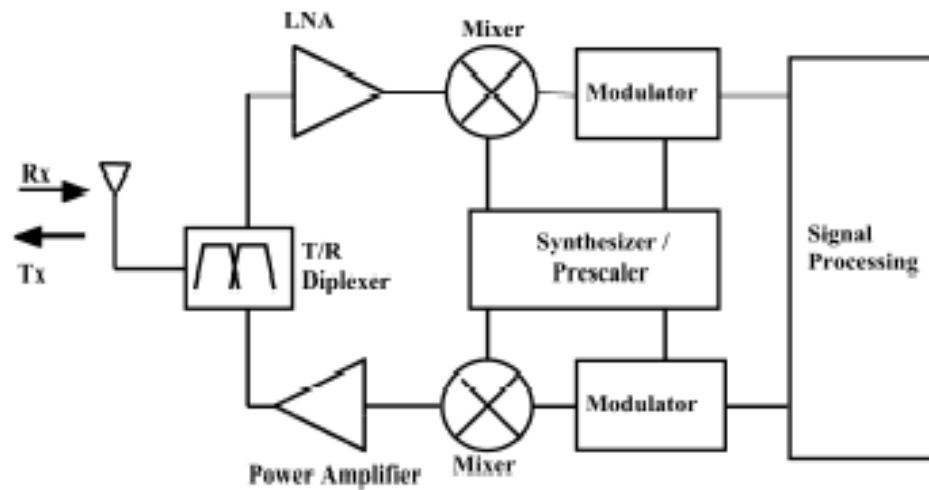 LNA
Mixer
Modulator
Rx
Tx
T/R
Diplexer
Synthesizer /
Prescaler
Signal
Processing
Power Amplifier
Mixer
Modulator